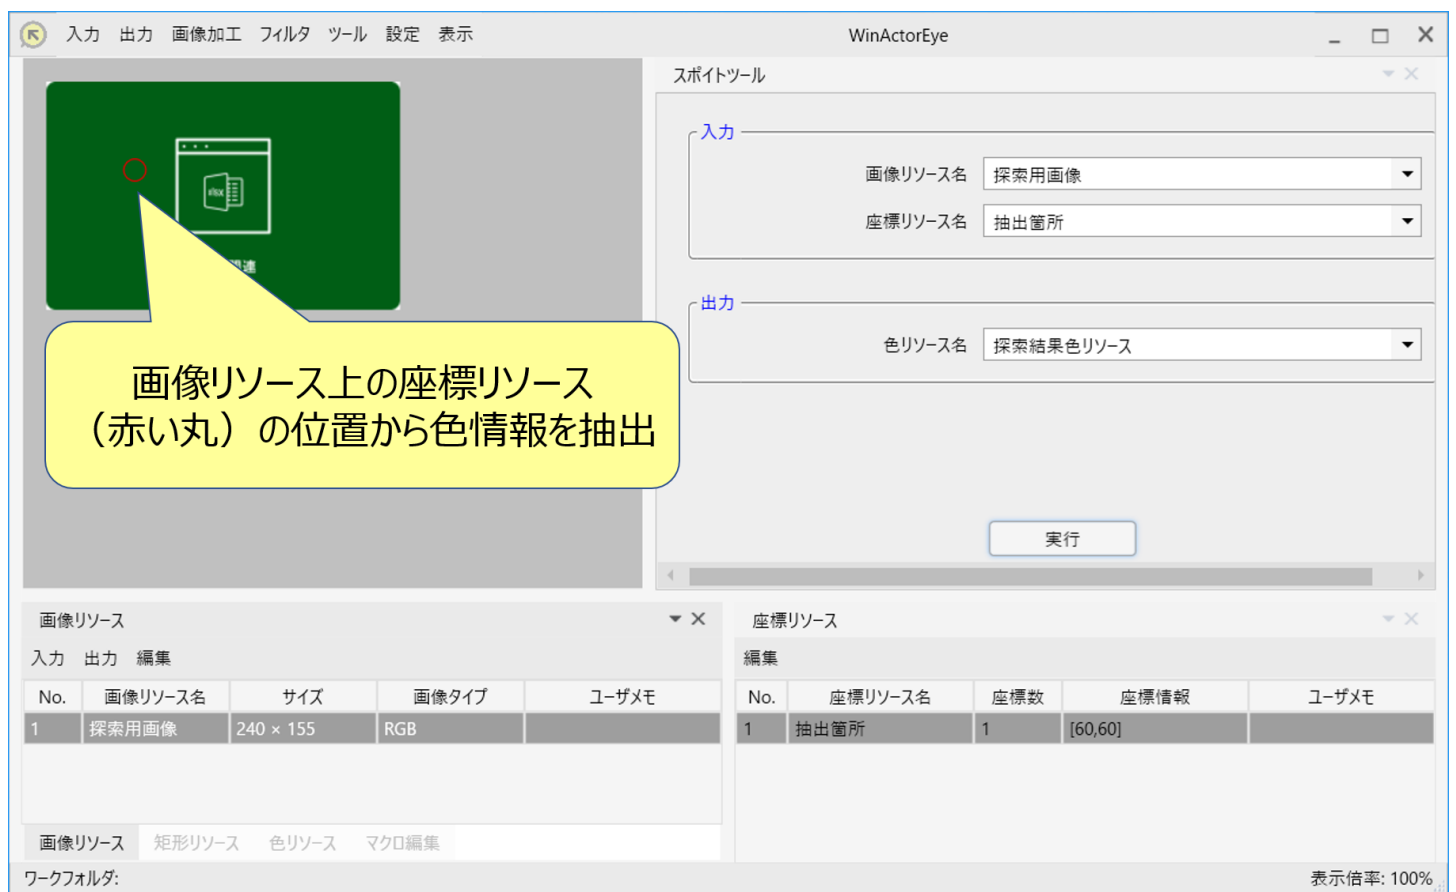 入力 出力 画像加工 フィルタ ツール 設定 表示
WinActorEye
スポイトツール
入力
画像リソース名 探索用画像
座標リソース名 抽出箇所
出力
色リソース名 探索結果色リソース
実行
xlsx
連
画像リソース上の座標リソース
（赤い丸）の位置から色情報を抽出
画像リソース
入力 出力 編集
No. 画像リソース名 サイズ 画像タイプ ユーザメモ
1 探索用画像 240 × 155 RGB
画像リソース 矩形リソース 色リソース マクロ編集
座標リソース
編集
No. 座標リソース名 座標数 座標情報 ユーザメモ
1 抽出箇所 1 [60,60]
ワークフォルダ:
表示倍率: 100%